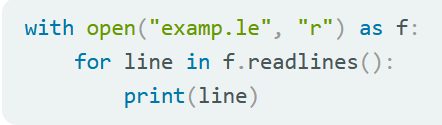 with open("examp.le", "r") as f:
    for line in f.readlines():
        print(line)